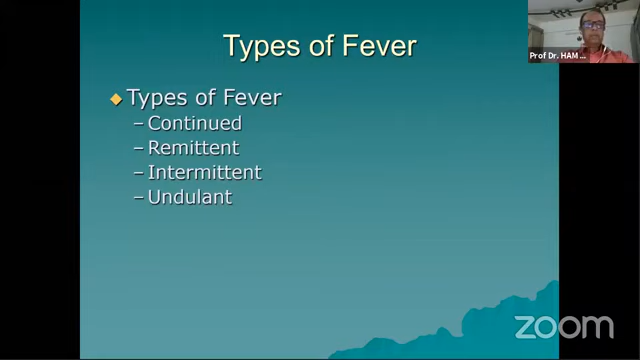 Types of Fever
Prof Dr. HAM ...
Types of Fever
– Continued
– Remittent
– Intermittent
– Undulant
zoom